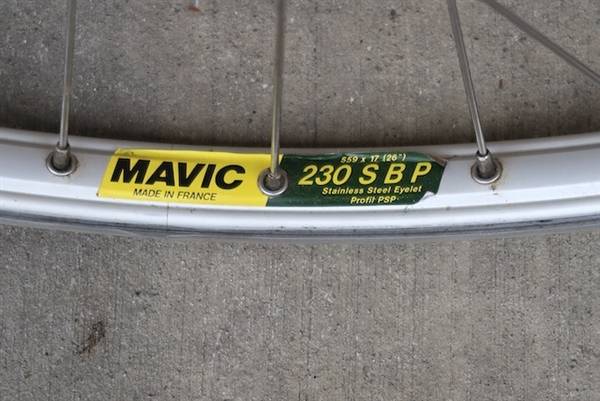 MAVIC
MADE IN FRANCE
559 x 17 (26")
230 S B P
Stainless Steel Eyelet
Profil PSP